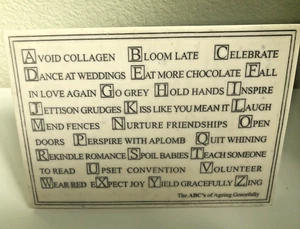 AVOID COLLAGEN BLOOM LATE CELEBRATE
DANCE AT WEDDINGS EAT MORE CHOCOLATE FALL
IN LOVE AGAIN GO GREY HOLD HANDS INSPIRE
JETTISON GRUDGES KISS LIKE YOU MEAN IT LAUGH
MEND FENCES NURTURE FRIENDSHIPS OPEN
DOORS PERSPIRE WITH APLOMB QUIT WHINING
REKINDLE ROMANCE SPOIL BABIES TEACH SOMEONE
TO READ UPSET CONVENTION VOLUNTEER
WEAR RED EXPECT JOY YIELD GRACEFULLY ZING
The ABC's of Ageing Gracefully